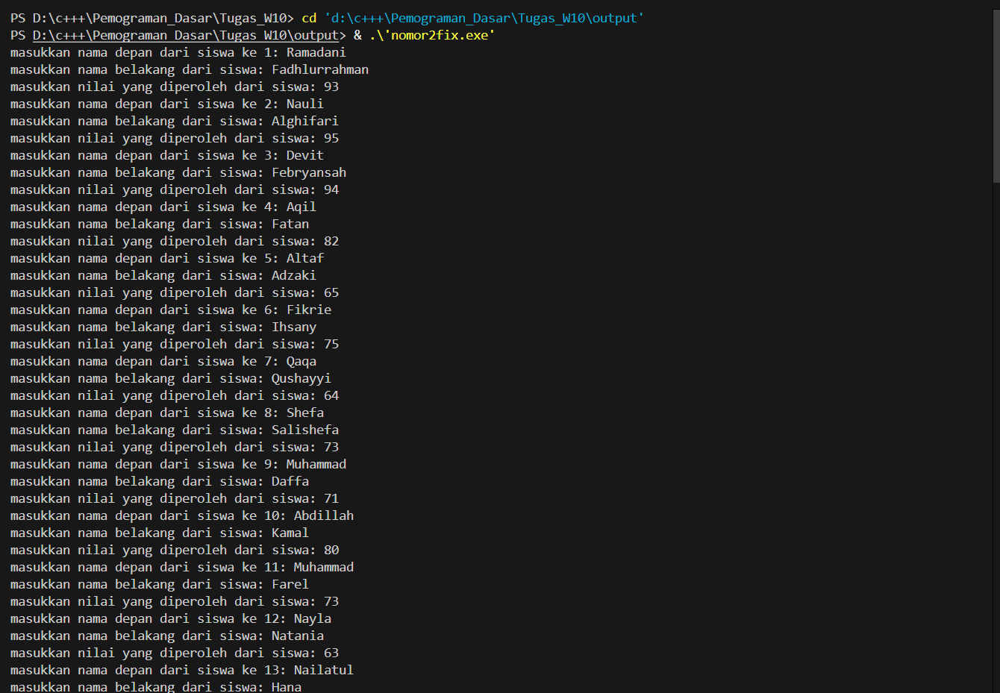 PS D:\c+++\Pemograman_Dasar\Tugas_W10> cd 'd:\c+++\Pemograman_Dasar\Tugas_W10\output'
PS D:\c+++\Pemograman_Dasar\Tugas_W10\output> & .\'nomor2fix.exe'
masukkan nama depan dari siswa ke 1: Ramadani
masukkan nama belakang dari siswa: Fadhlurrahman
masukkan nilai yang diperoleh dari siswa: 93
masukkan nama depan dari siswa ke 2: Nauli
masukkan nama belakang dari siswa: Alghifari
masukkan nilai yang diperoleh dari siswa: 95
masukkan nama depan dari siswa ke 3: Devit
masukkan nama belakang dari siswa: Febryansah
masukkan nilai yang diperoleh dari siswa: 94
masukkan nama depan dari siswa ke 4: Aqil
masukkan nama belakang dari siswa: Fatan
masukkan nilai yang diperoleh dari siswa: 82
masukkan nama depan dari siswa ke 5: Altaf
masukkan nama belakang dari siswa: Adzaki
masukkan nilai yang diperoleh dari siswa: 65
masukkan nama depan dari siswa ke 6: Fikrie
masukkan nama belakang dari siswa: Ihsany
masukkan nilai yang diperoleh dari siswa: 75
masukkan nama depan dari siswa ke 7: Qaqa
masukkan nama belakang dari siswa: Qushayyi
masukkan nilai yang diperoleh dari siswa: 64
masukkan nama depan dari siswa ke 8: Shefa
masukkan nama belakang dari siswa: Salishefa
masukkan nilai yang diperoleh dari siswa: 73
masukkan nama depan dari siswa ke 9: Muhammad
masukkan nama belakang dari siswa: Daffa
masukkan nilai yang diperoleh dari siswa: 71
masukkan nama depan dari siswa ke 10: Abdillah
masukkan nama belakang dari siswa: Kamal
masukkan nilai yang diperoleh dari siswa: 80
masukkan nama depan dari siswa ke 11: Muhammad
masukkan nama belakang dari siswa: Farel
masukkan nilai yang diperoleh dari siswa: 73
masukkan nama depan dari siswa ke 12: Nayla
masukkan nama belakang dari siswa: Natania
masukkan nilai yang diperoleh dari siswa: 63
masukkan nama depan dari siswa ke 13: Nailatul
masukkan nama belakang dari siswa: Hana